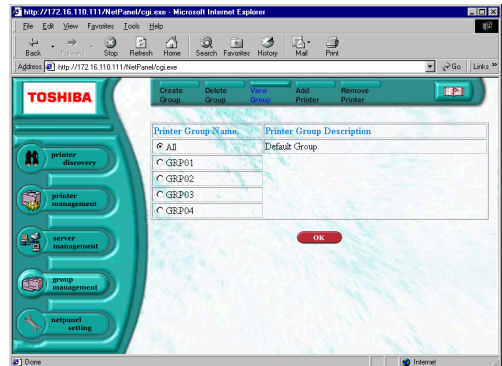 http://172.16.110.111/NetPanel/cgi.exe - Microsoft Internet Explorer
File Edit View Favorites Tools Help
Back Forward Stop Refresh Home Search Favorites History Mail Print
Address http://172.16.110.111/NetPanel/cgi.exe Go Links »
TOSHIBA
Create Group
Delete Group
View Group
Add Printer
Remove Printer
printer discovery
printer management
server management
group management
netpanel setting
Printer Group Name Printer Group Description
All Default Group
GRP01
GRP02
GRP03
GRP04
OK
Done Internet